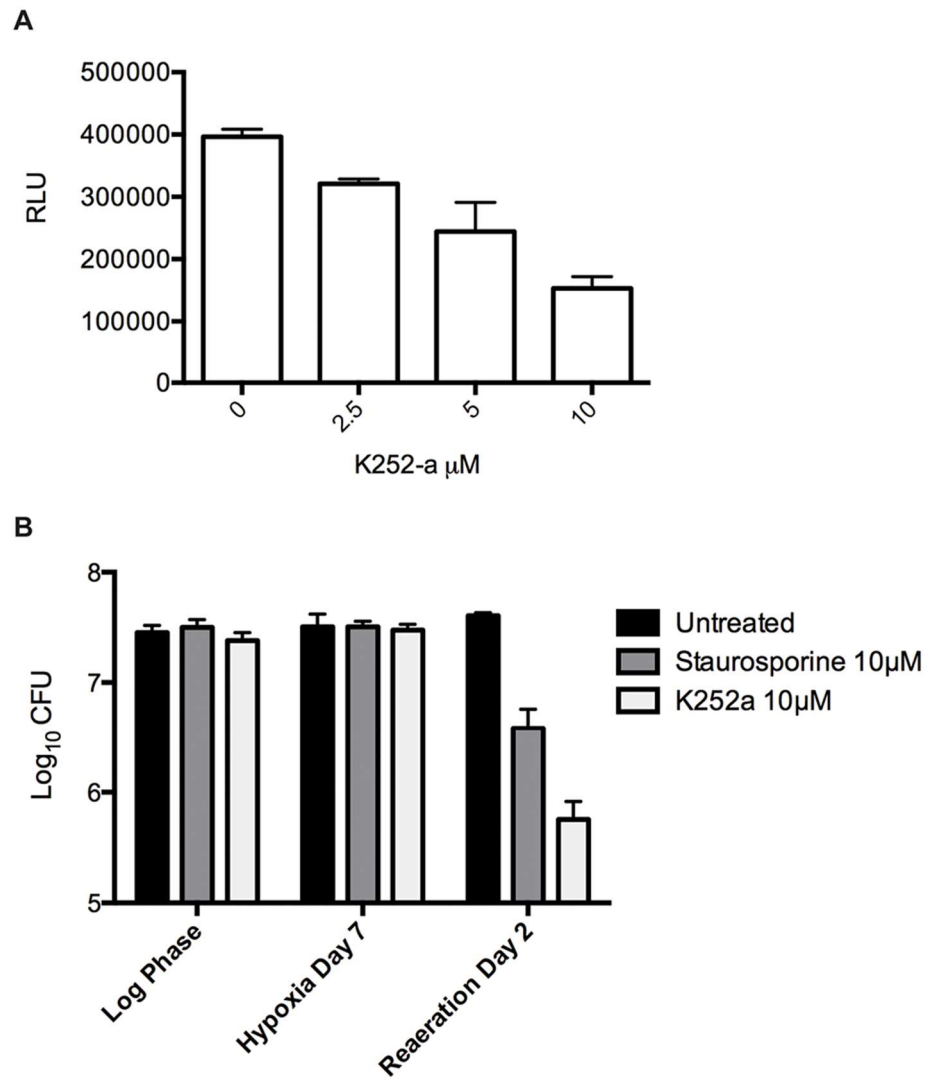 A
500000
400000
300000
200000
100000
0
RLU
0
2.5
5
10
K252-a μM
B
8
7
6
5
Log10 CFU
Log Phase
Hypoxia Day 7
Reaeration Day 2
Untreated
Staurosporine 10μM
K252a 10μM